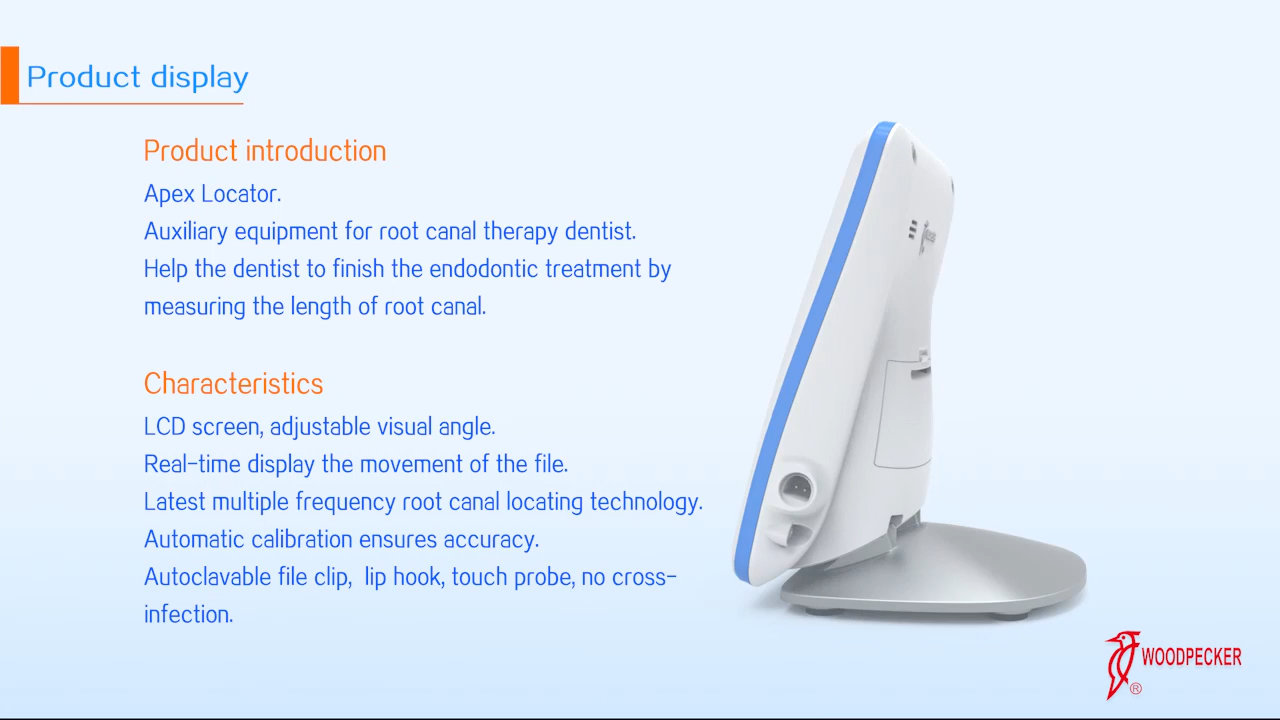 Product display
Product introduction
Apex Locator.
Auxiliary equipment for root canal therapy dentist.
Help the dentist to finish the endodontic treatment by
measuring the length of root canal.
Characteristics
LCD screen, adjustable visual angle.
Real-time display the movement of the file.
Latest multiple frequency root canal locating technology.
Automatic calibration ensures accuracy.
Autoclavable file clip,  lip hook, touch probe, no cross-
infection.
WOODPECKER
®